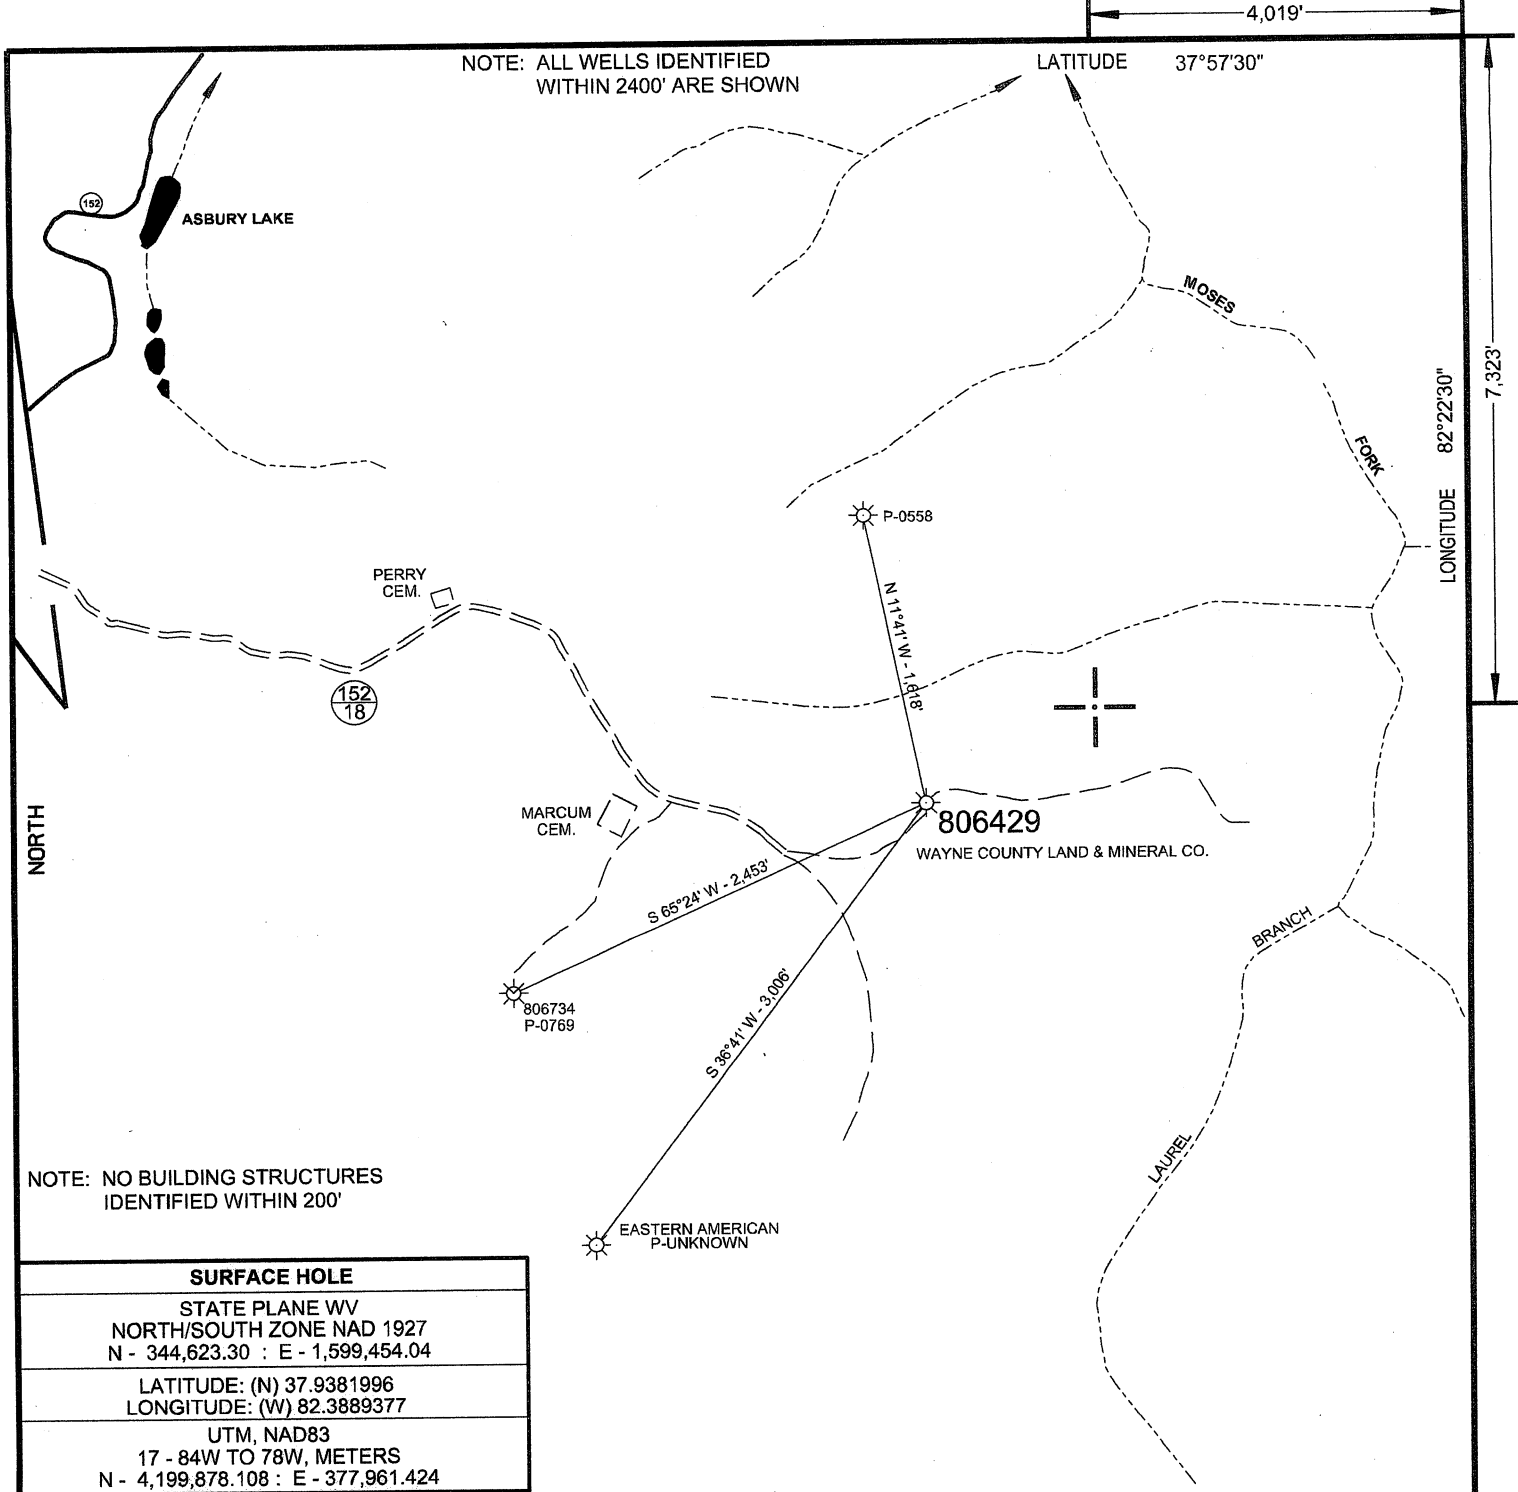 4,019'
NOTE: ALL WELLS IDENTIFIED
WITHIN 2400' ARE SHOWN
LATITUDE 37°57'30"
152
ASBURY LAKE
MOSES
7,323'
LONGITUDE 82°22'30"
FORK
P-0558
PERRY
CEM.
N 11°41' W - 1,618'
152
18
NORTH
MARCUM
CEM.
806429
WAYNE COUNTY LAND & MINERAL CO.
S 65°24' W - 2,453'
BRANCH
806734
P-0769
S 36°41' W - 3,006'
LAUREL
NOTE: NO BUILDING STRUCTURES
IDENTIFIED WITHIN 200'
EASTERN AMERICAN
P-UNKNOWN
SURFACE HOLE
STATE PLANE WV
NORTH/SOUTH ZONE NAD 1927
N - 344,623.30 : E - 1,599,454.04
LATITUDE: (N) 37.9381996
LONGITUDE: (W) 82.3889377
UTM, NAD83
17 - 84W TO 78W, METERS
N - 4,199,878.108 : E - 377,961.424